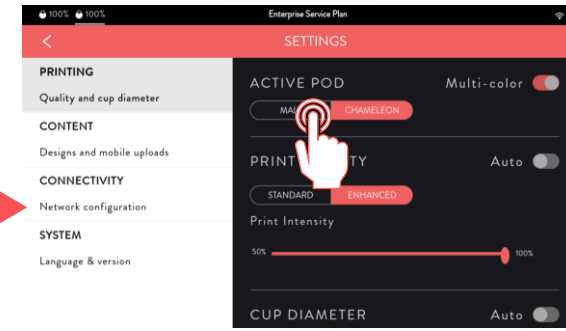 100% 100% Enterprise Service Plan
SETTINGS
PRINTING
Quality and cup diameter
CONTENT
Designs and mobile uploads
CONNECTIVITY
Network configuration
SYSTEM
Language & version
ACTIVE POD Multi-color
CHAMELEON
PRINT Auto
STANDARD ENHANCED
Print Intensity
50% 100%
CUP DIAMETER Auto